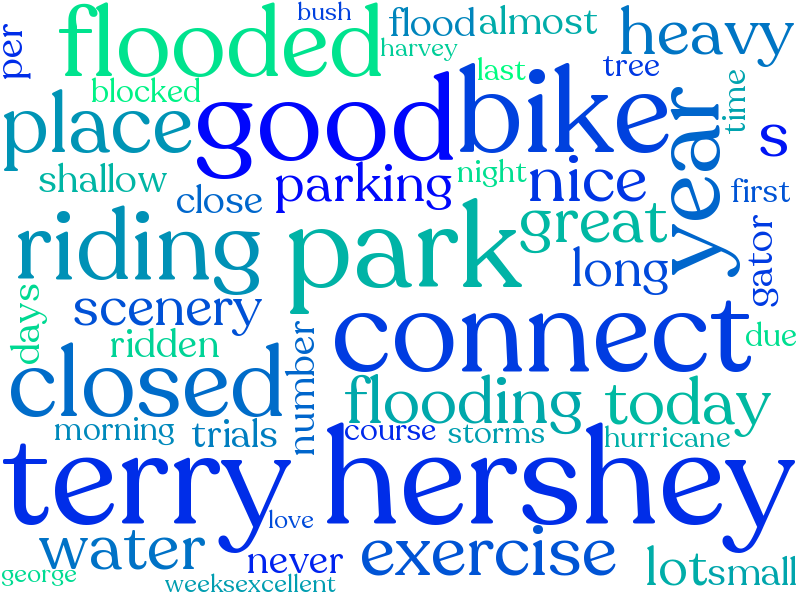 bush
flooded
flood
almost
heavy
per
harvey
last
tree
blocked
place
good
bike
year
time
s
shallow
close
parking
night
nice
first
riding
park
great
long
gator
days
scenery
ridden
connect
due
closed
number
flooding
today
morning
trials
course
storms
hurricane
terry
hershey
love
water
never
exercise
lot
small
george
weeks
excellent